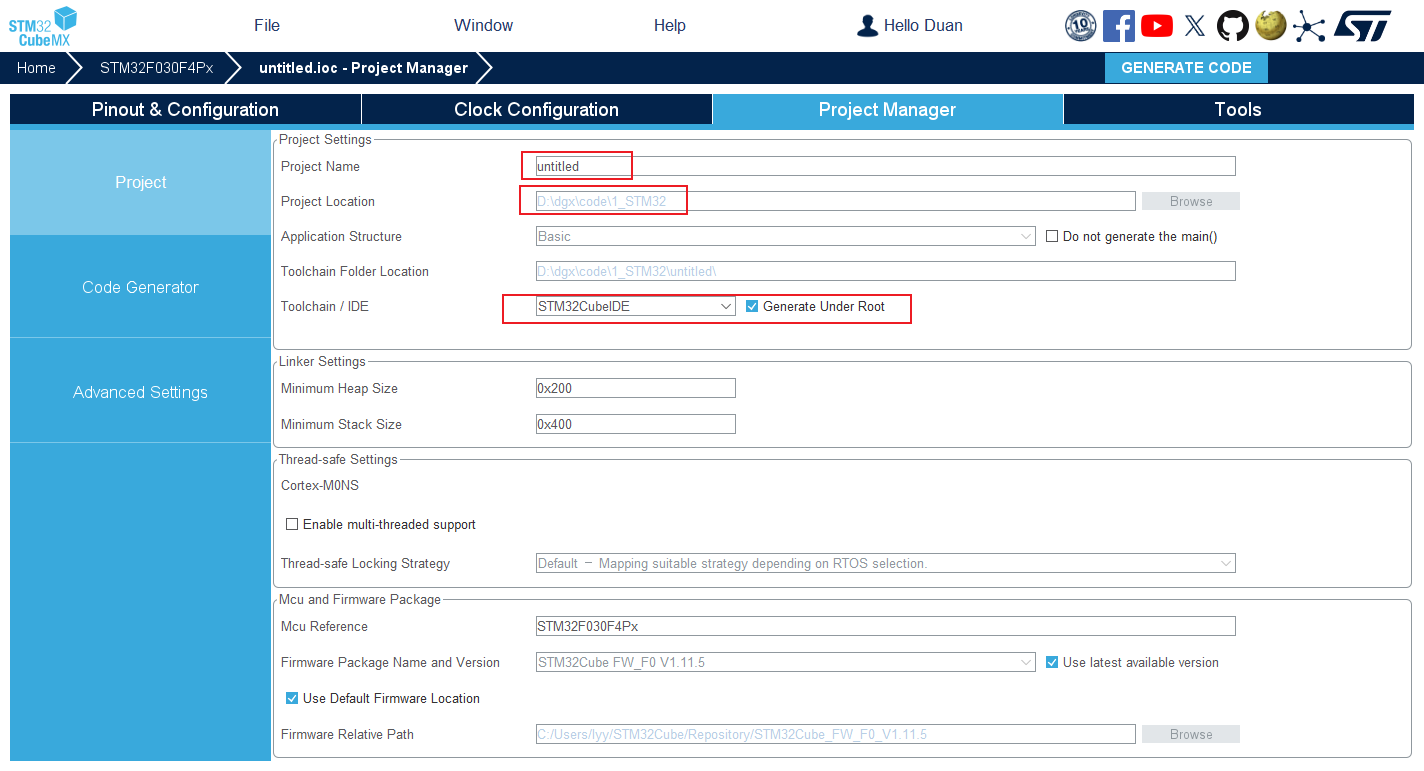 STM32
CubeMX
File
Window
Help
Hello Duan
10
Home
STM32F030F4Px
untitled.ioc - Project Manager
GENERATE CODE
Pinout & Configuration
Clock Configuration
Project Manager
Tools
Project
Code Generator
Advanced Settings
Project Settings
Project Name
untitled
Project Location
D:\dgx\code\1_STM32
Browse
Application Structure
Basic
Do not generate the main()
Toolchain Folder Location
D:\dgx\code\1_STM32\untitled\
Toolchain / IDE
STM32CubeIDE
Generate Under Root
Linker Settings
Minimum Heap Size
0x200
Minimum Stack Size
0x400
Thread-safe Settings
Cortex-M0NS
Enable multi-threaded support
Thread-safe Locking Strategy
Default − Mapping suitable strategy depending on RTOS selection.
Mcu and Firmware Package
Mcu Reference
STM32F030F4Px
Firmware Package Name and Version
STM32Cube FW_F0 V1.11.5
Use latest available version
Use Default Firmware Location
Firmware Relative Path
C:/Users/lyy/STM32Cube/Repository/STM32Cube_FW_F0_V1.11.5
Browse